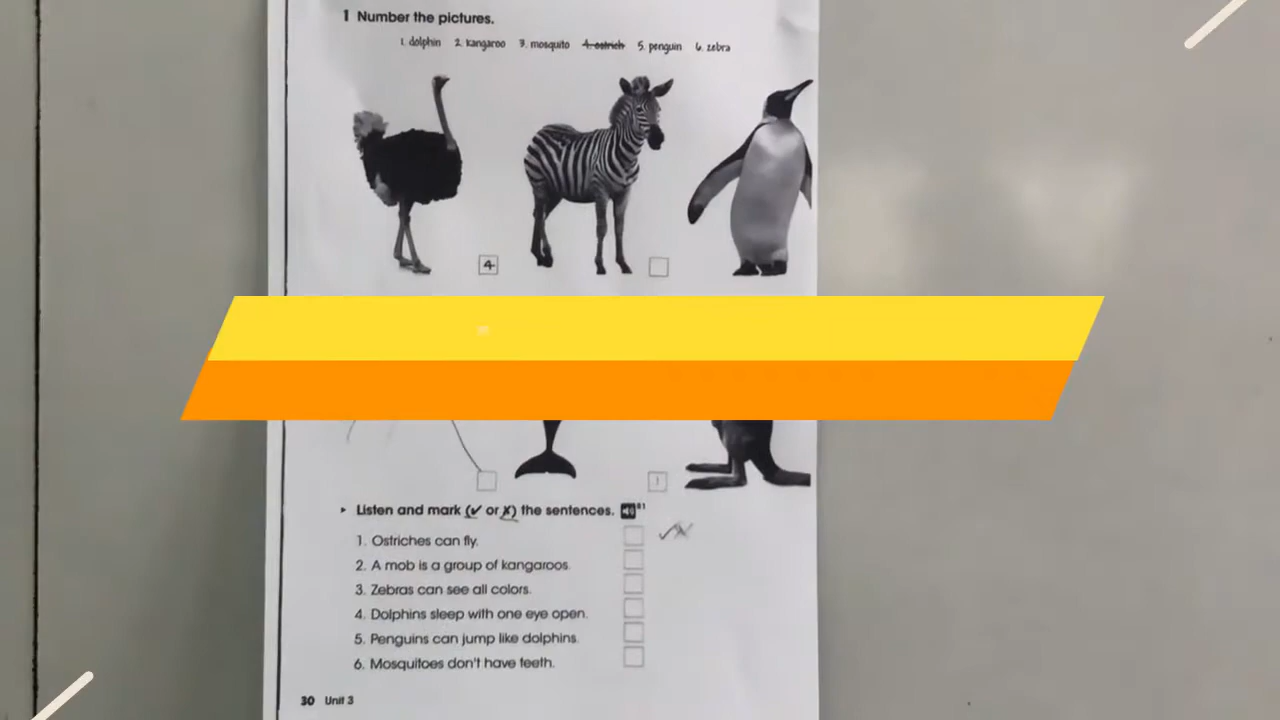 1 Number the pictures.
1. dolphin 2. kangaroo 3. mosquito 4. ostrich 5. penguin 6. zebra
4
1
Listen and mark (✔ or ✗) the sentences. 81
1. Ostriches can fly.
2. A mob is a group of kangaroos.
3. Zebras can see all colors.
4. Dolphins sleep with one eye open.
5. Penguins can jump like dolphins.
6. Mosquitoes don't have teeth.
30 Unit 3